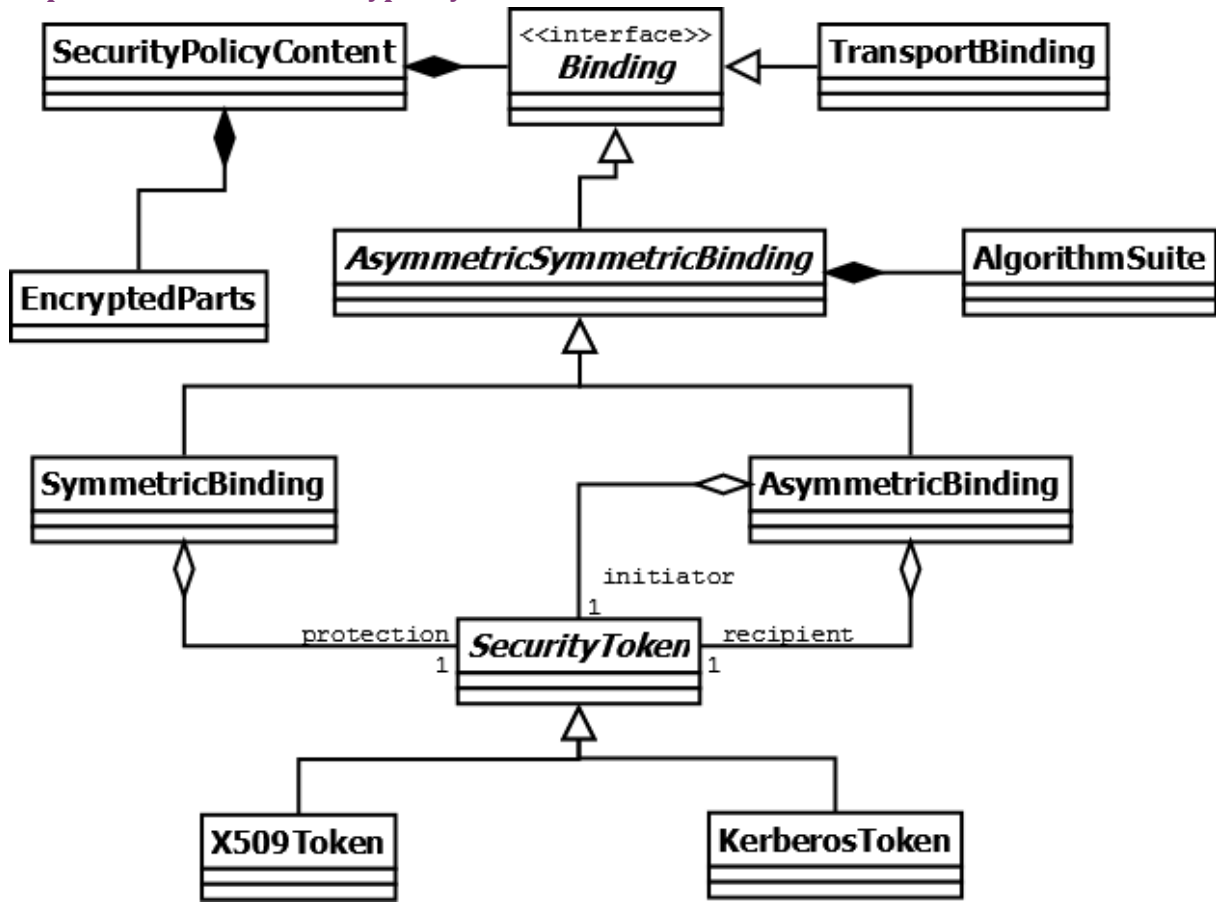 SecurityPolicyContent
<<interface>>
Binding
TransportBinding
AsymmetricSymmetricBinding
AlgorithmSuite
EncryptedParts
SymmetricBinding
AsymmetricBinding
initiator
1
protection
1
SecurityToken
recipient
1
X509Token
KerberosToken